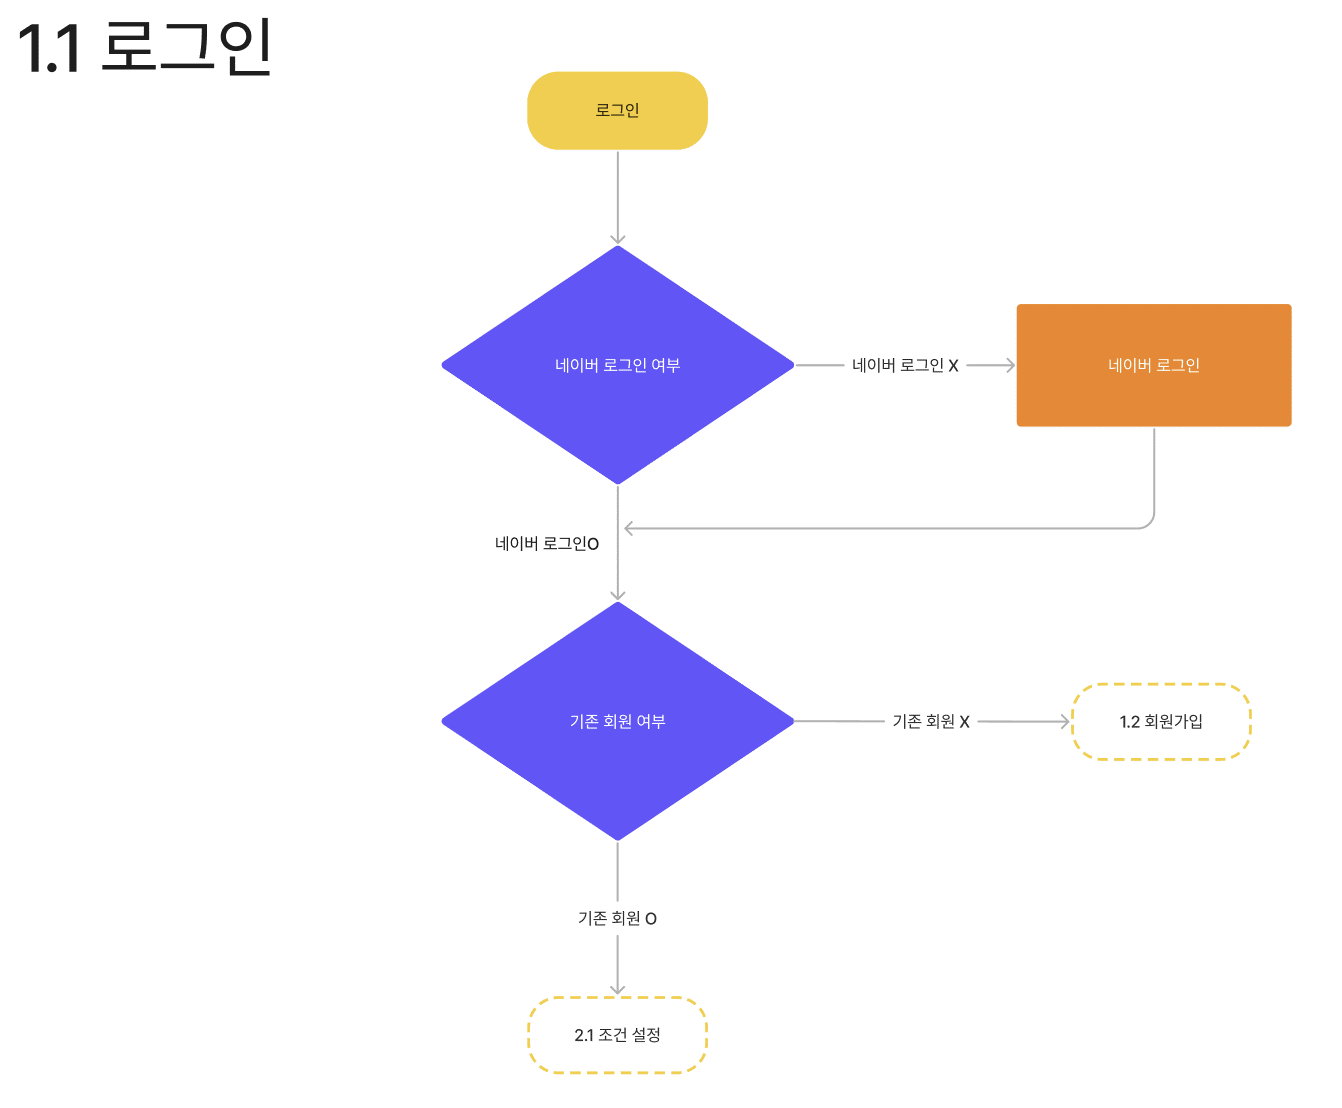 1.1 로그인
로그인
네이버 로그인 여부
네이버 로그인 X
네이버 로그인
네이버 로그인O
기존 회원 여부
기존 회원 X
1.2 회원가입
기존 회원 O
2.1 조건 설정